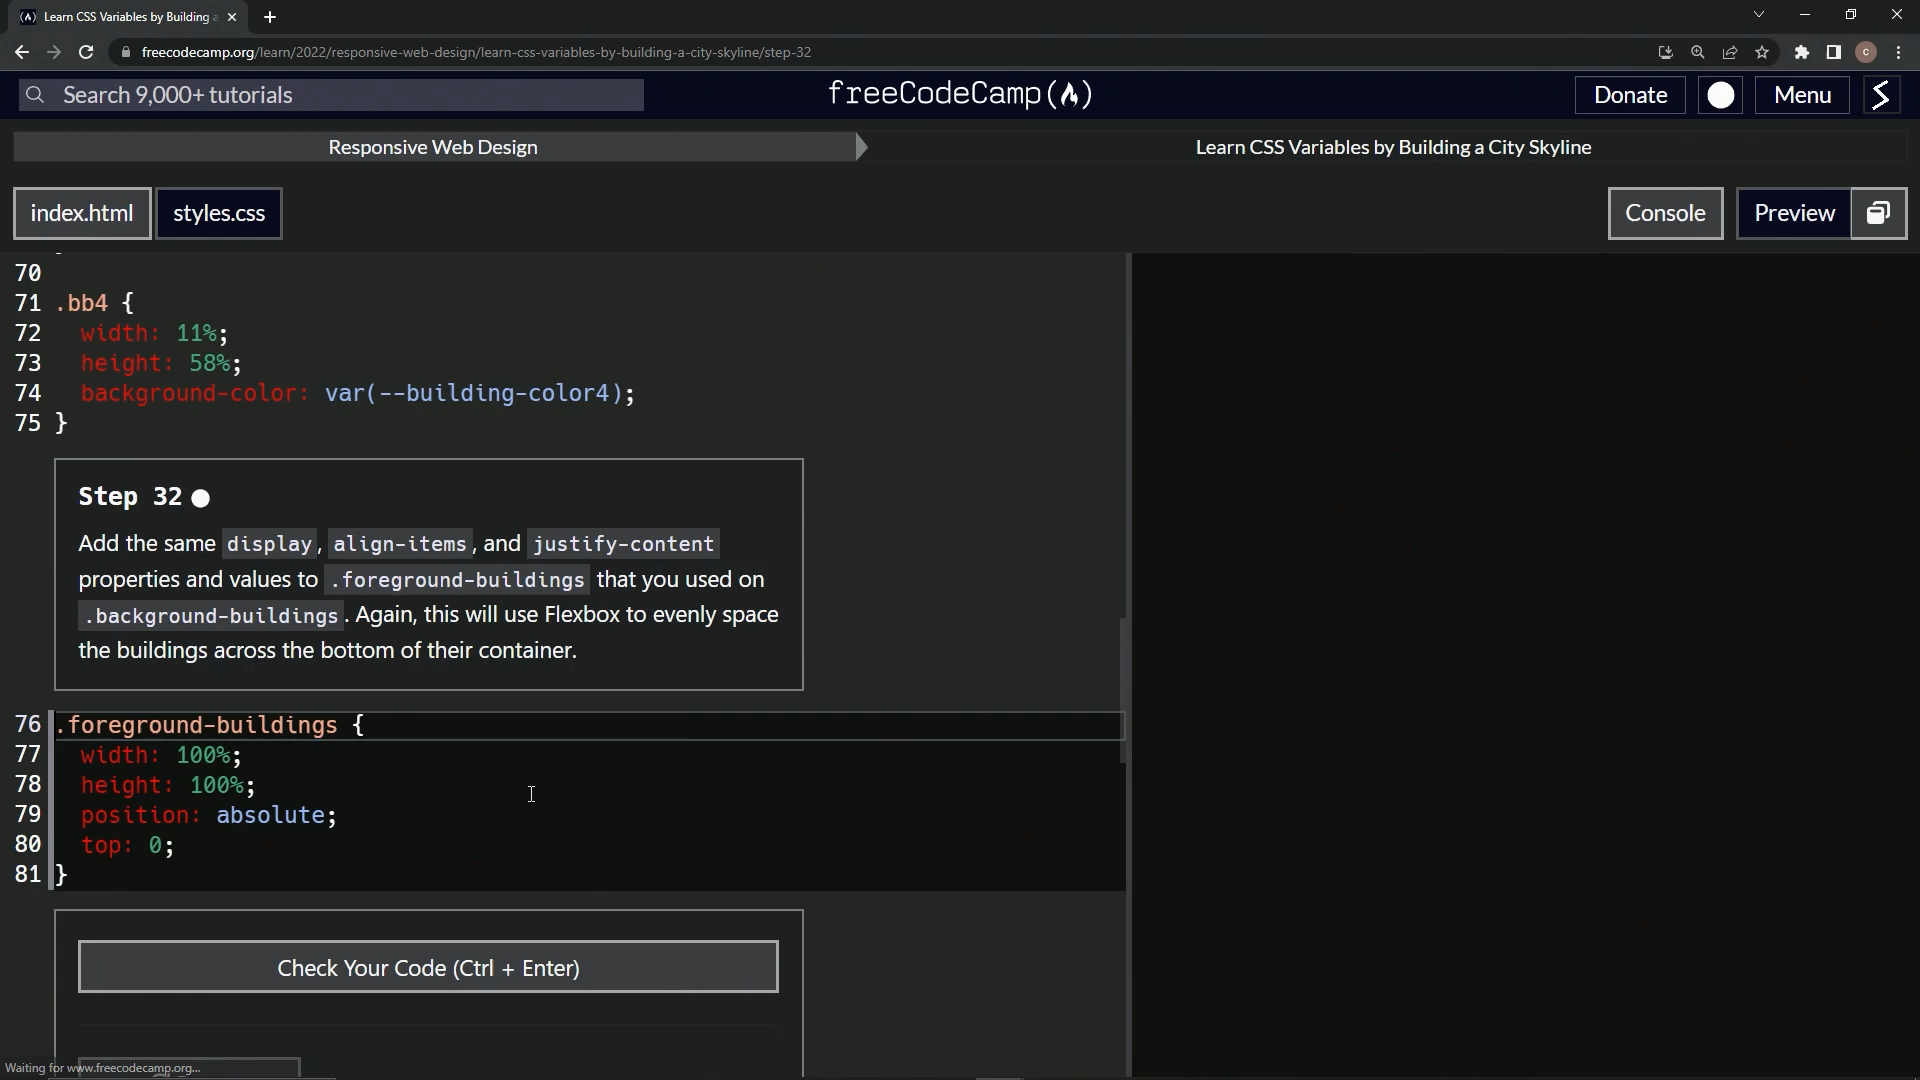 Learn CSS Variables by Building a
freecodecamp.org/learn/2022/responsive-web-design/learn-css-variables-by-building-a-city-skyline/step-32
C
Search 9,000+ tutorials
freeCodeCamp
Donate
Menu
Responsive Web Design
Learn CSS Variables by Building a City Skyline
index.html
styles.css
Console
Preview
70
71 .bb4 {
72 width: 11%;
73 height: 58%;
74 background-color: var(--building-color4);
75 }
Step 32
Add the same display, align-items, and justify-content
properties and values to .foreground-buildings that you used on
.background-buildings. Again, this will use Flexbox to evenly space
the buildings across the bottom of their container.
76 .foreground-buildings {
77 width: 100%;
78 height: 100%;
79 position: absolute;
80 top: 0;
81 }
Check Your Code (Ctrl + Enter)
Waiting for www.freecodecamp.org...